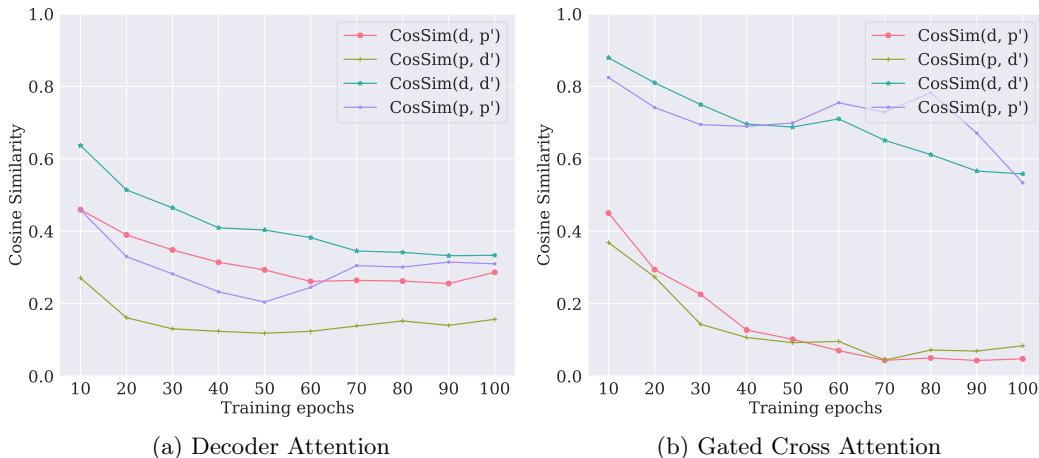 1.0
0.8
0.6
0.4
0.2
0.0
Cosine Similarity
CosSim(d, p')
CosSim(p, d')
CosSim(d, d')
CosSim(p, p')
10 20 30 40 50 60 70 80 90 100
Training epochs
(a) Decoder Attention
1.0
0.8
0.6
0.4
0.2
0.0
Cosine Similarity
CosSim(d, p')
CosSim(p, d')
CosSim(d, d')
CosSim(p, p')
10 20 30 40 50 60 70 80 90 100
Training epochs
(b) Gated Cross Attention